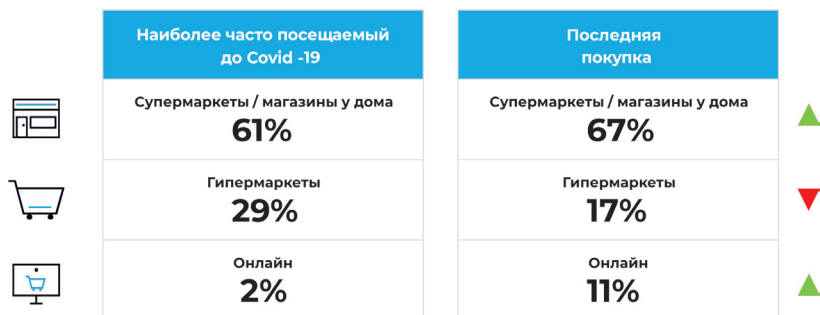 Наиболее часто посещаемый
до Covid -19
Последняя
покупка
Супермаркеты / магазины у дома
61%
Супермаркеты / магазины у дома
67%
Гипермаркеты
29%
Гипермаркеты
17%
Онлайн
2%
Онлайн
11%